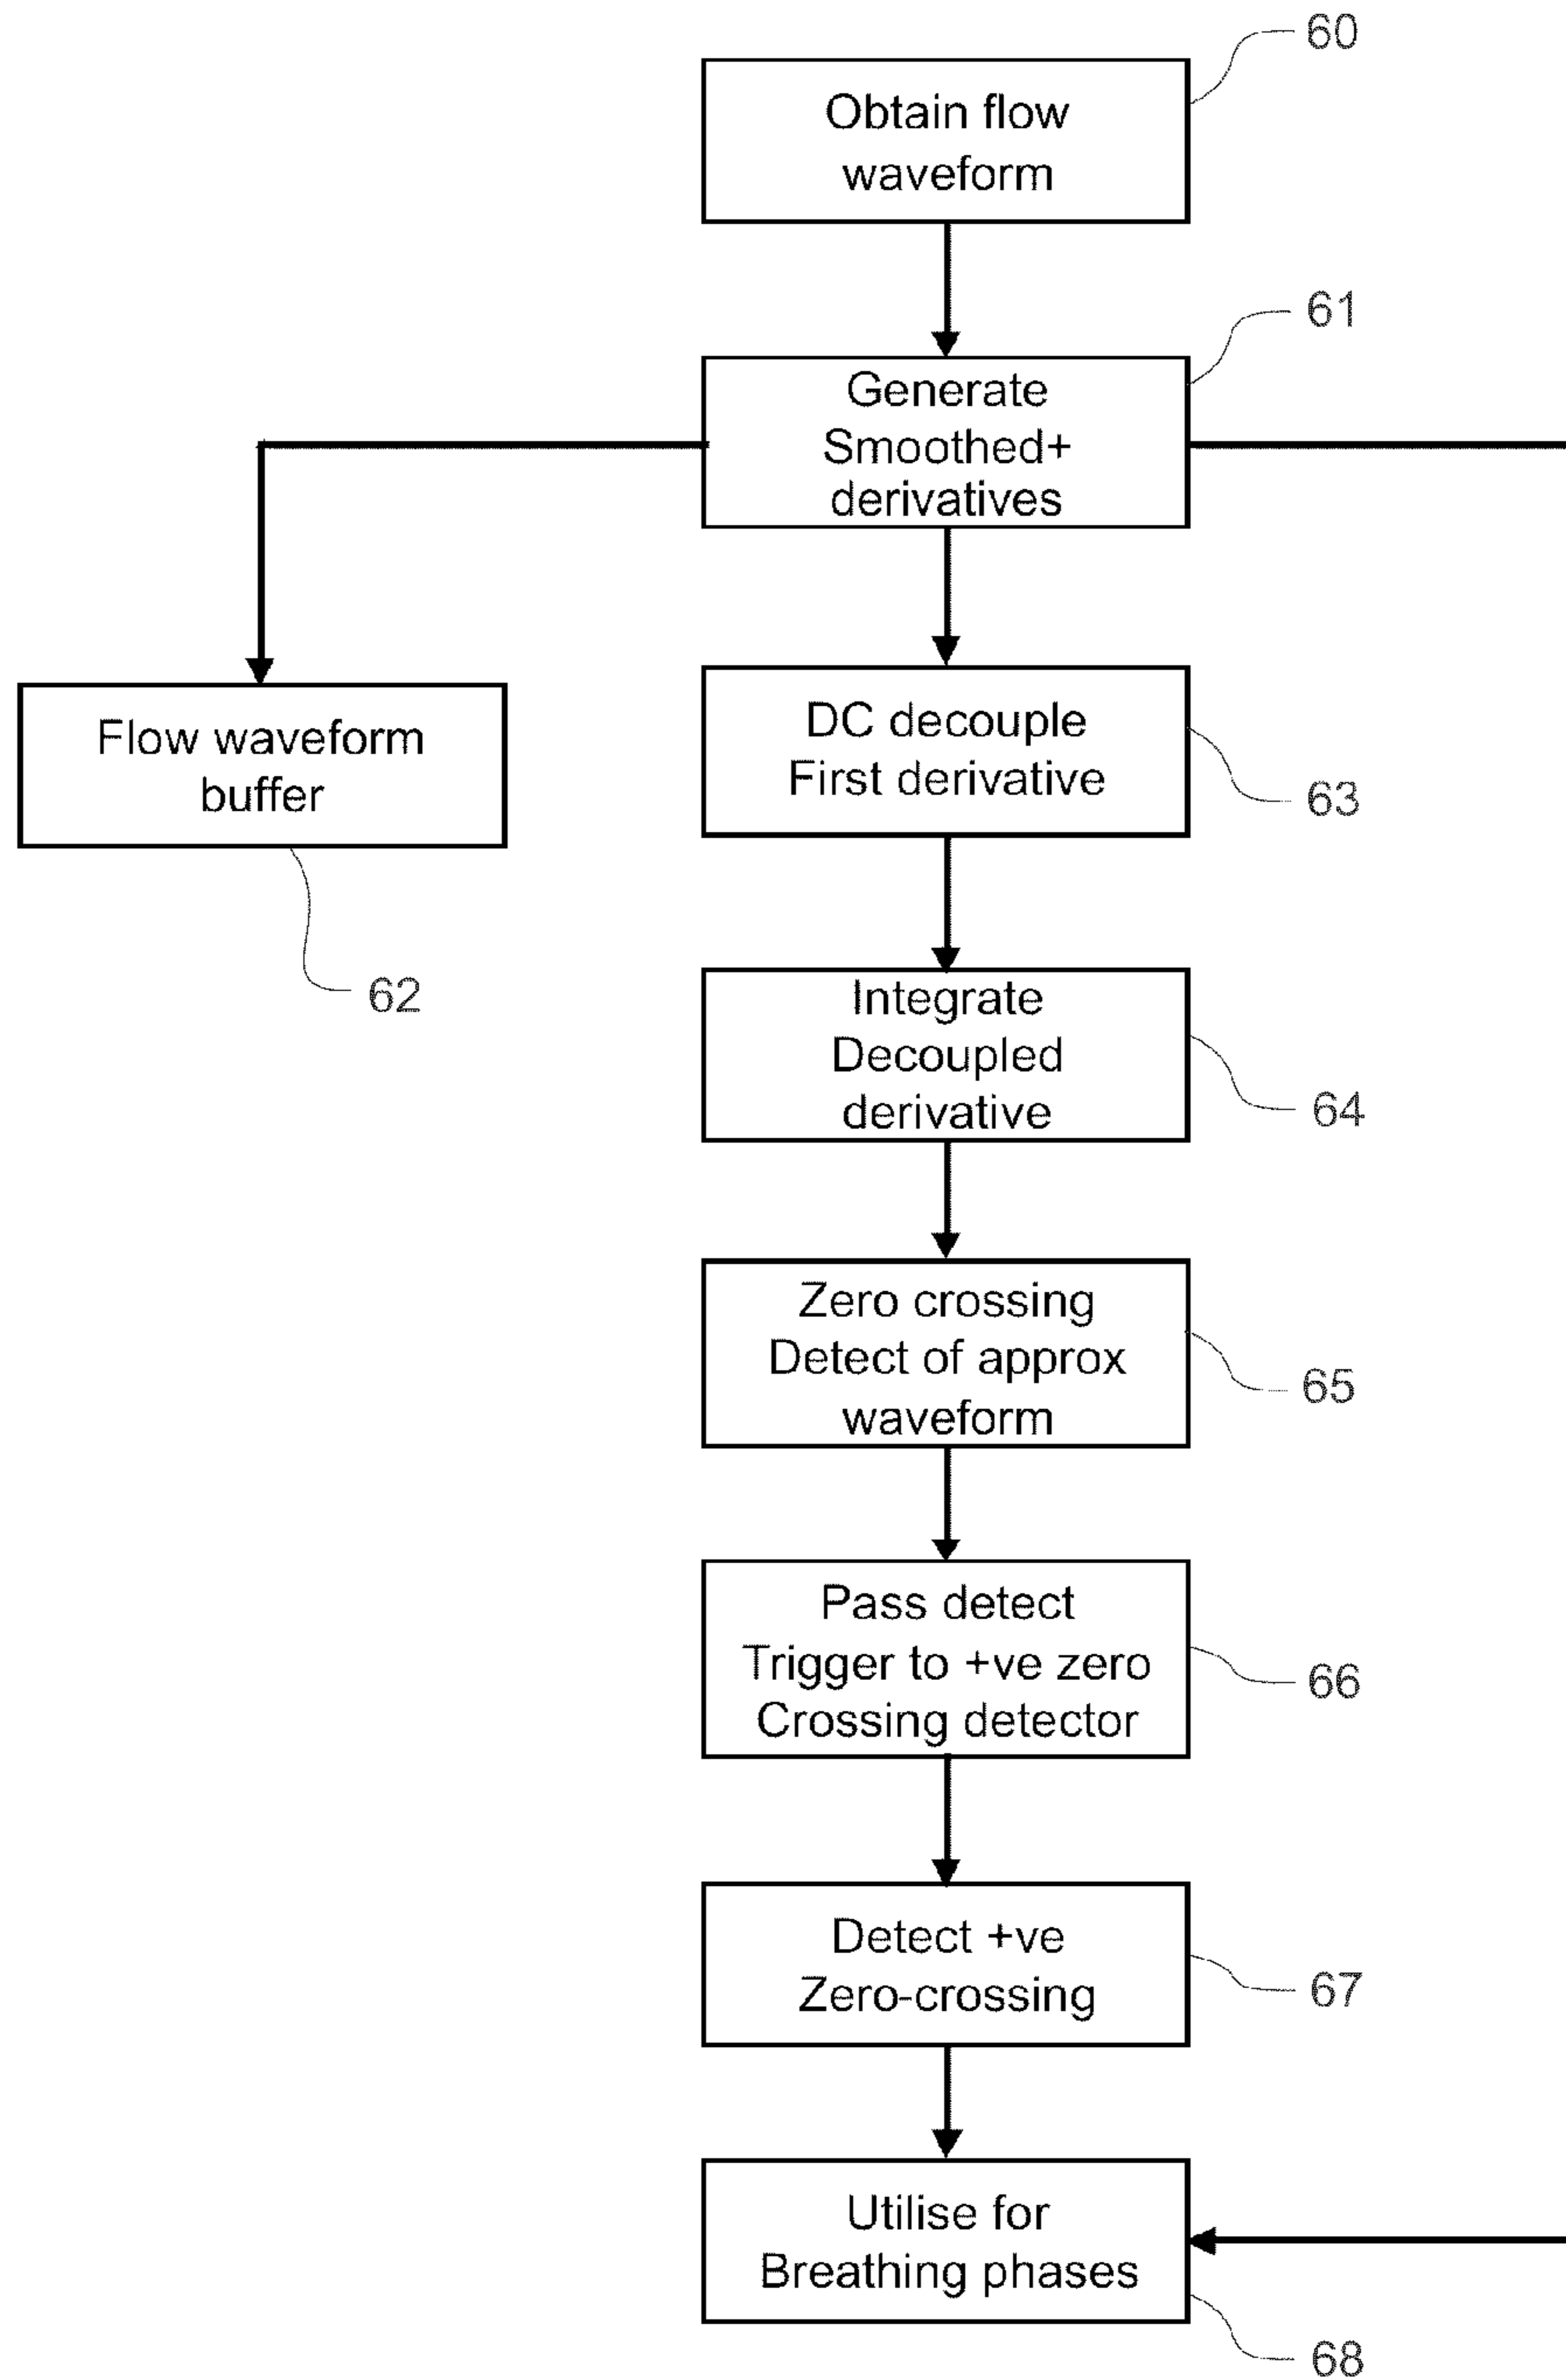 60
Obtain flow
waveform
61
Generate
Smoothed+
derivatives
Flow waveform
buffer
62
DC decouple
First derivative
63
Integrate
Decoupled
derivative
64
Zero crossing
Detect of approx
waveform
65
Pass detect
Trigger to +ve zero
Crossing detector
66
Detect +ve
Zero-crossing
67
Utilise for
Breathing phases
68